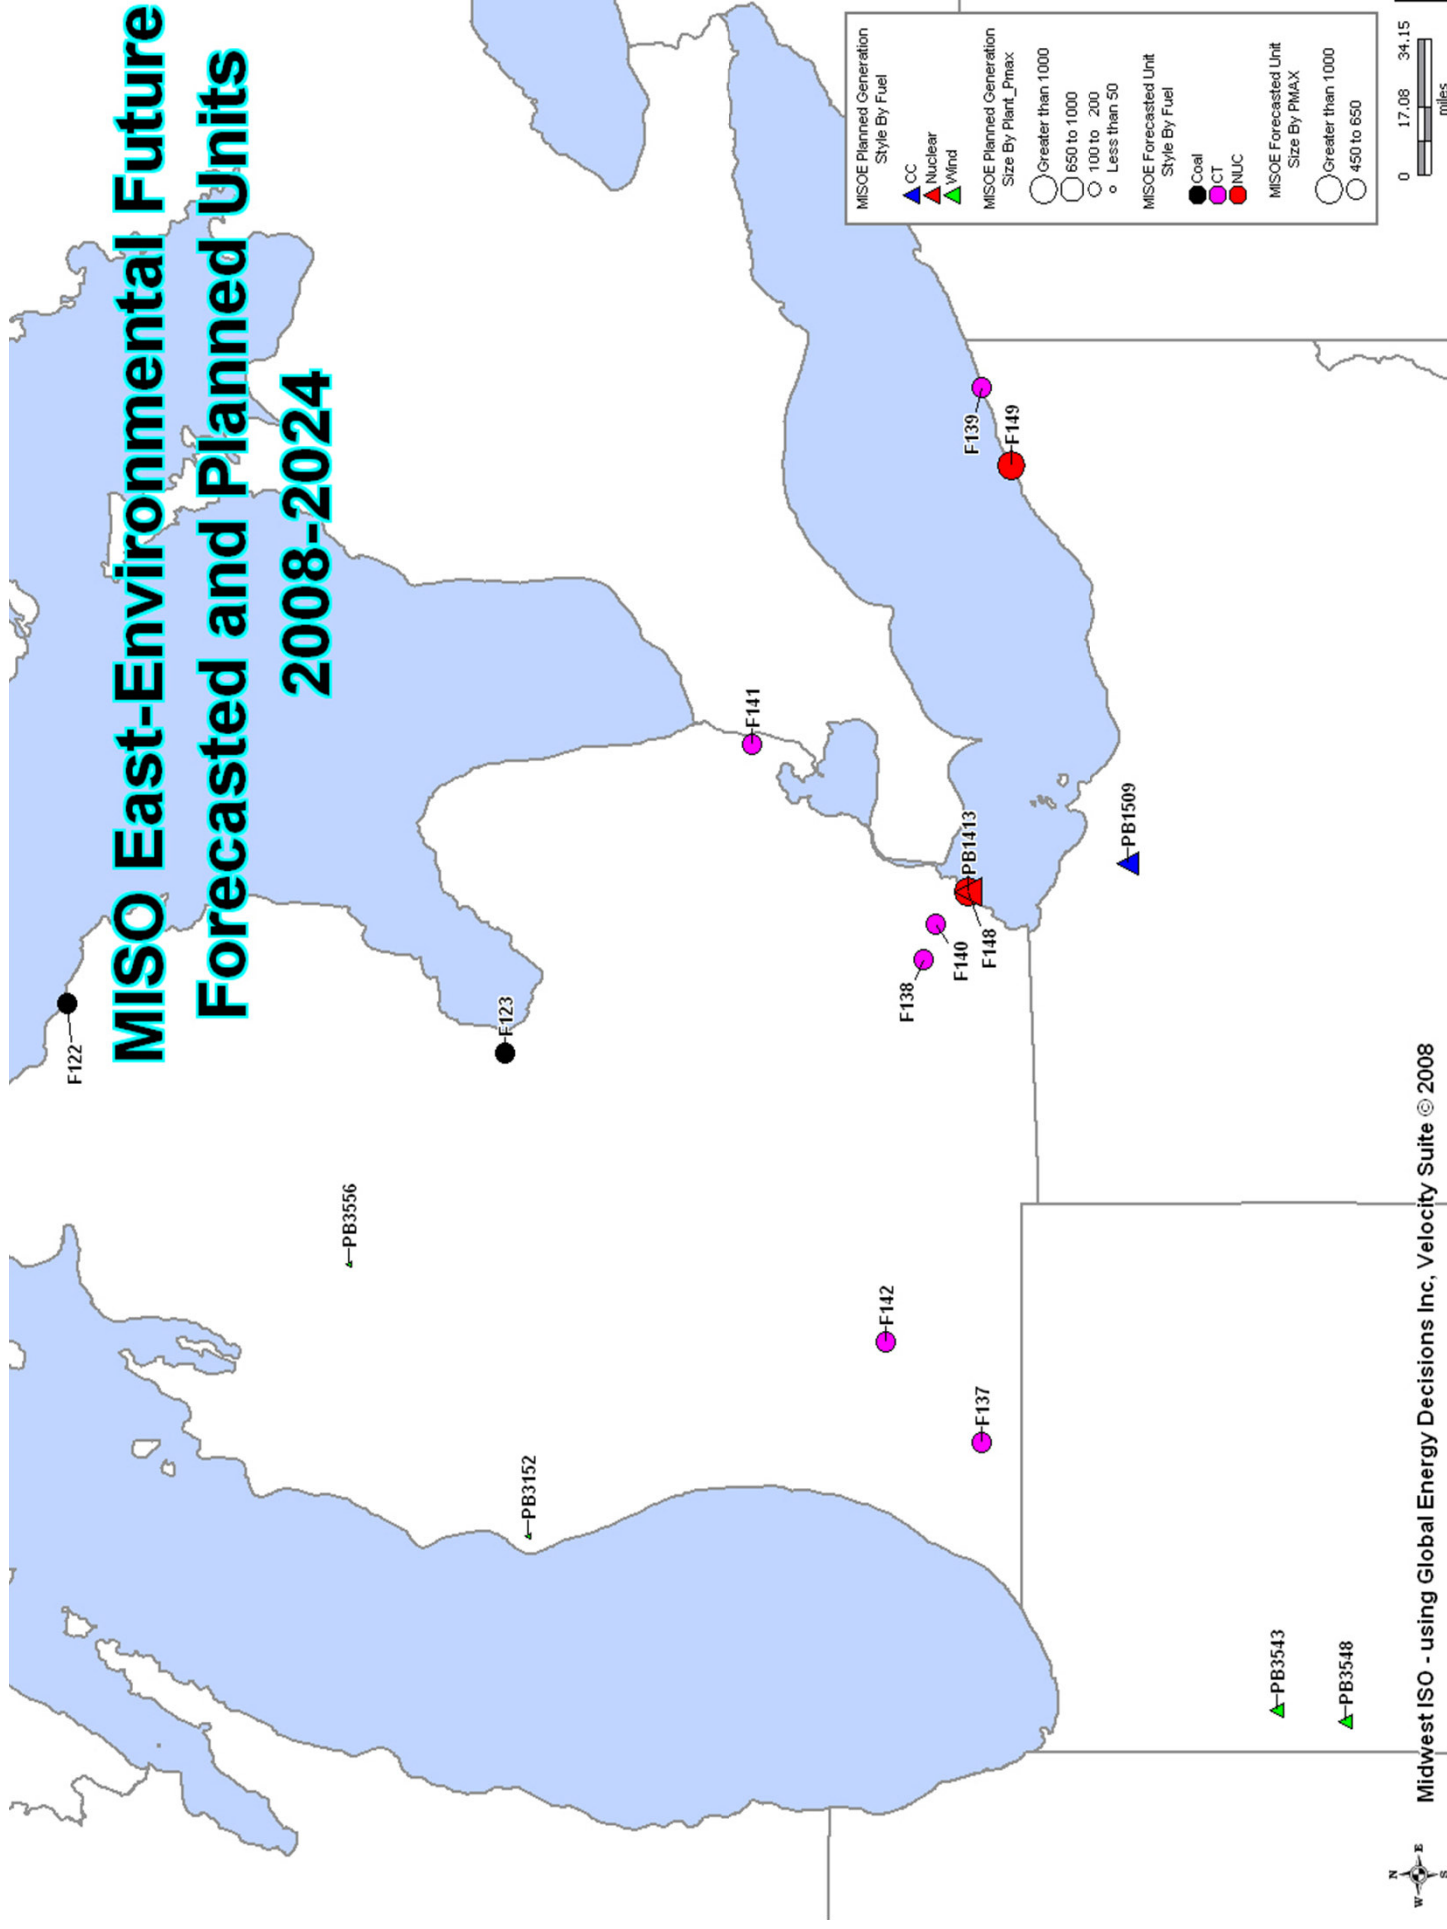 MISO East-Environmental Future
Forecasted and Planned Units
2008-2024
F122
F123
PB3556
PB3152
F141
F142
F137
F138
F140
F148
PB1413
PB1509
F139
F149
PB3543
PB3548
MISOE Planned Generation
Style By Fuel
CC
Nuclear
Wind
MISOE Planned Generation
Size By Plant_Pmax
Greater than 1000
650 to 1000
100 to 200
Less than 50
MISOE Forecasted Unit
Style By Fuel
Coal
CT
NUC
MISOE Forecasted Unit
Size By PMAX
Greater than 1000
450 to 650
0 17.08 34.15
miles
N
W E
S
Midwest ISO - using Global Energy Decisions Inc, Velocity Suite © 2008